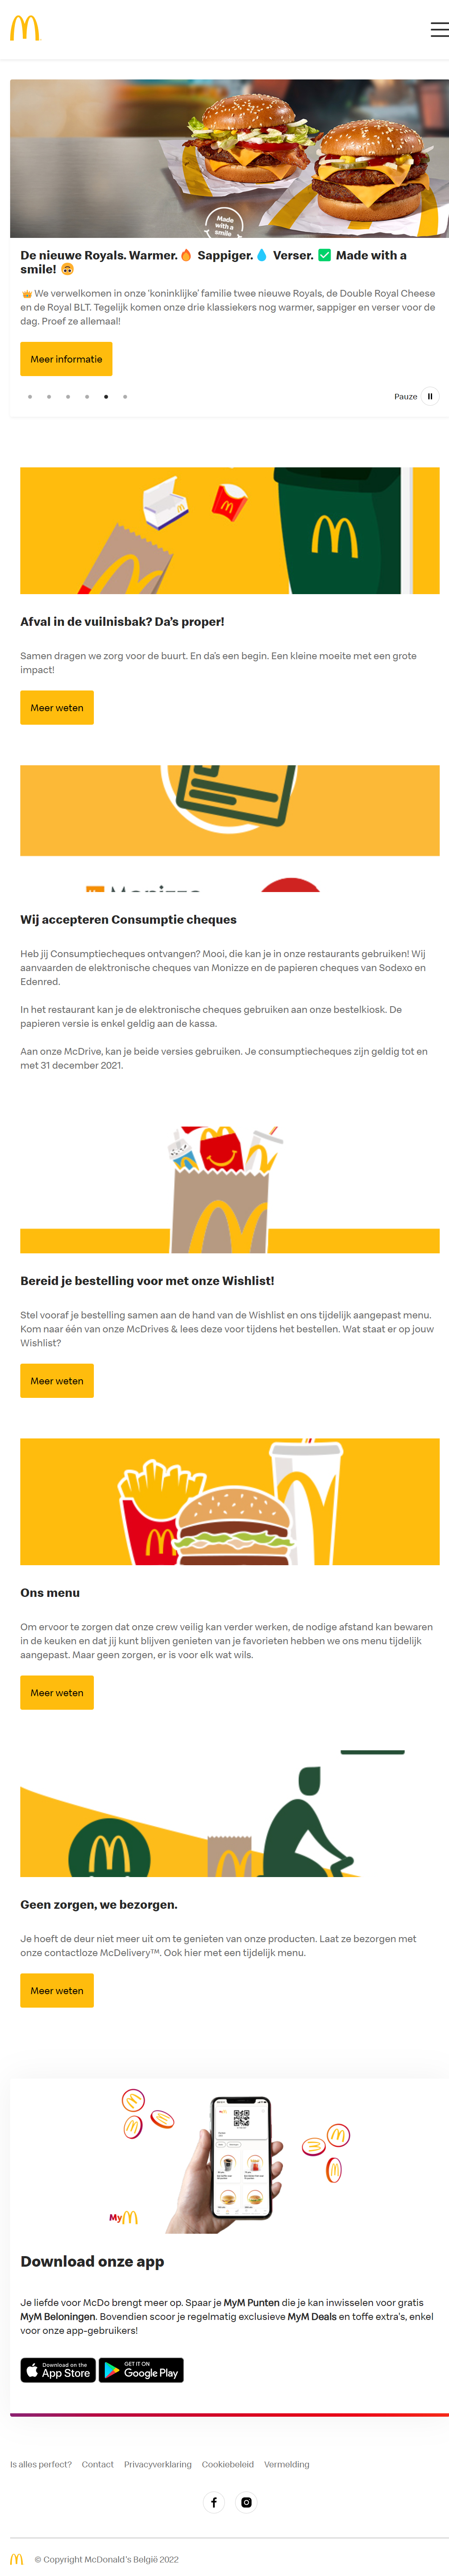 Made
with a
smile
De nieuwe Royals. Warmer.🔥 Sappiger.💧 Verser. ✅ Made with a
smile! 🙃
👑 We verwelkomen in onze 'koninklijke' familie twee nieuwe Royals, de Double Royal Cheese
en de Royal BLT. Tegelijk komen onze drie klassiekers nog warmer, sappiger en verser voor de
dag. Proef ze allemaal!
Meer informatie
Pauze
Afval in de vuilnisbak? Da's proper!
Samen dragen we zorg voor de buurt. En da's een begin. Een kleine moeite met een grote
impact!
Meer weten
Monizze
Wij accepteren Consumptie cheques
Heb jij Consumptiecheques ontvangen? Mooi, die kan je in onze restaurants gebruiken! Wij
aanvaarden de elektronische cheques van Monizze en de papieren cheques van Sodexo en
Edenred.
In het restaurant kan je de elektronische cheques gebruiken aan onze bestelkiosk. De
papieren versie is enkel geldig aan de kassa.
Aan onze McDrive, kan je beide versies gebruiken. Je consumptiecheques zijn geldig tot en
met 31 december 2021.
Bereid je bestelling voor met onze Wishlist!
Stel vooraf je bestelling samen aan de hand van de Wishlist en ons tijdelijk aangepast menu.
Kom naar één van onze McDrives & lees deze voor tijdens het bestellen. Wat staat er op jouw
Wishlist?
Meer weten
Ons menu
Om ervoor te zorgen dat onze crew veilig kan verder werken, de nodige afstand kan bewaren
in de keuken en dat jij kunt blijven genieten van je favorieten hebben we ons menu tijdelijk
aangepast. Maar geen zorgen, er is voor elk wat wils.
Meer weten
Geen zorgen, we bezorgen.
Je hoeft de deur niet meer uit om te genieten van onze producten. Laat ze bezorgen met
onze contactloze McDelivery™. Ook hier met een tijdelijk menu.
Meer weten
MyM
Download onze app
Je liefde voor McDo brengt meer op. Spaar je MyM Punten die je kan inwisselen voor gratis
MyM Beloningen. Bovendien scoor je regelmatig exclusieve MyM Deals en toffe extra's, enkel
voor onze app-gebruikers!
Download on the App Store
GET IT ON Google Play
Is alles perfect? Contact Privacyverklaring Cookiebeleid Vermelding
© Copyright McDonald's België 2022